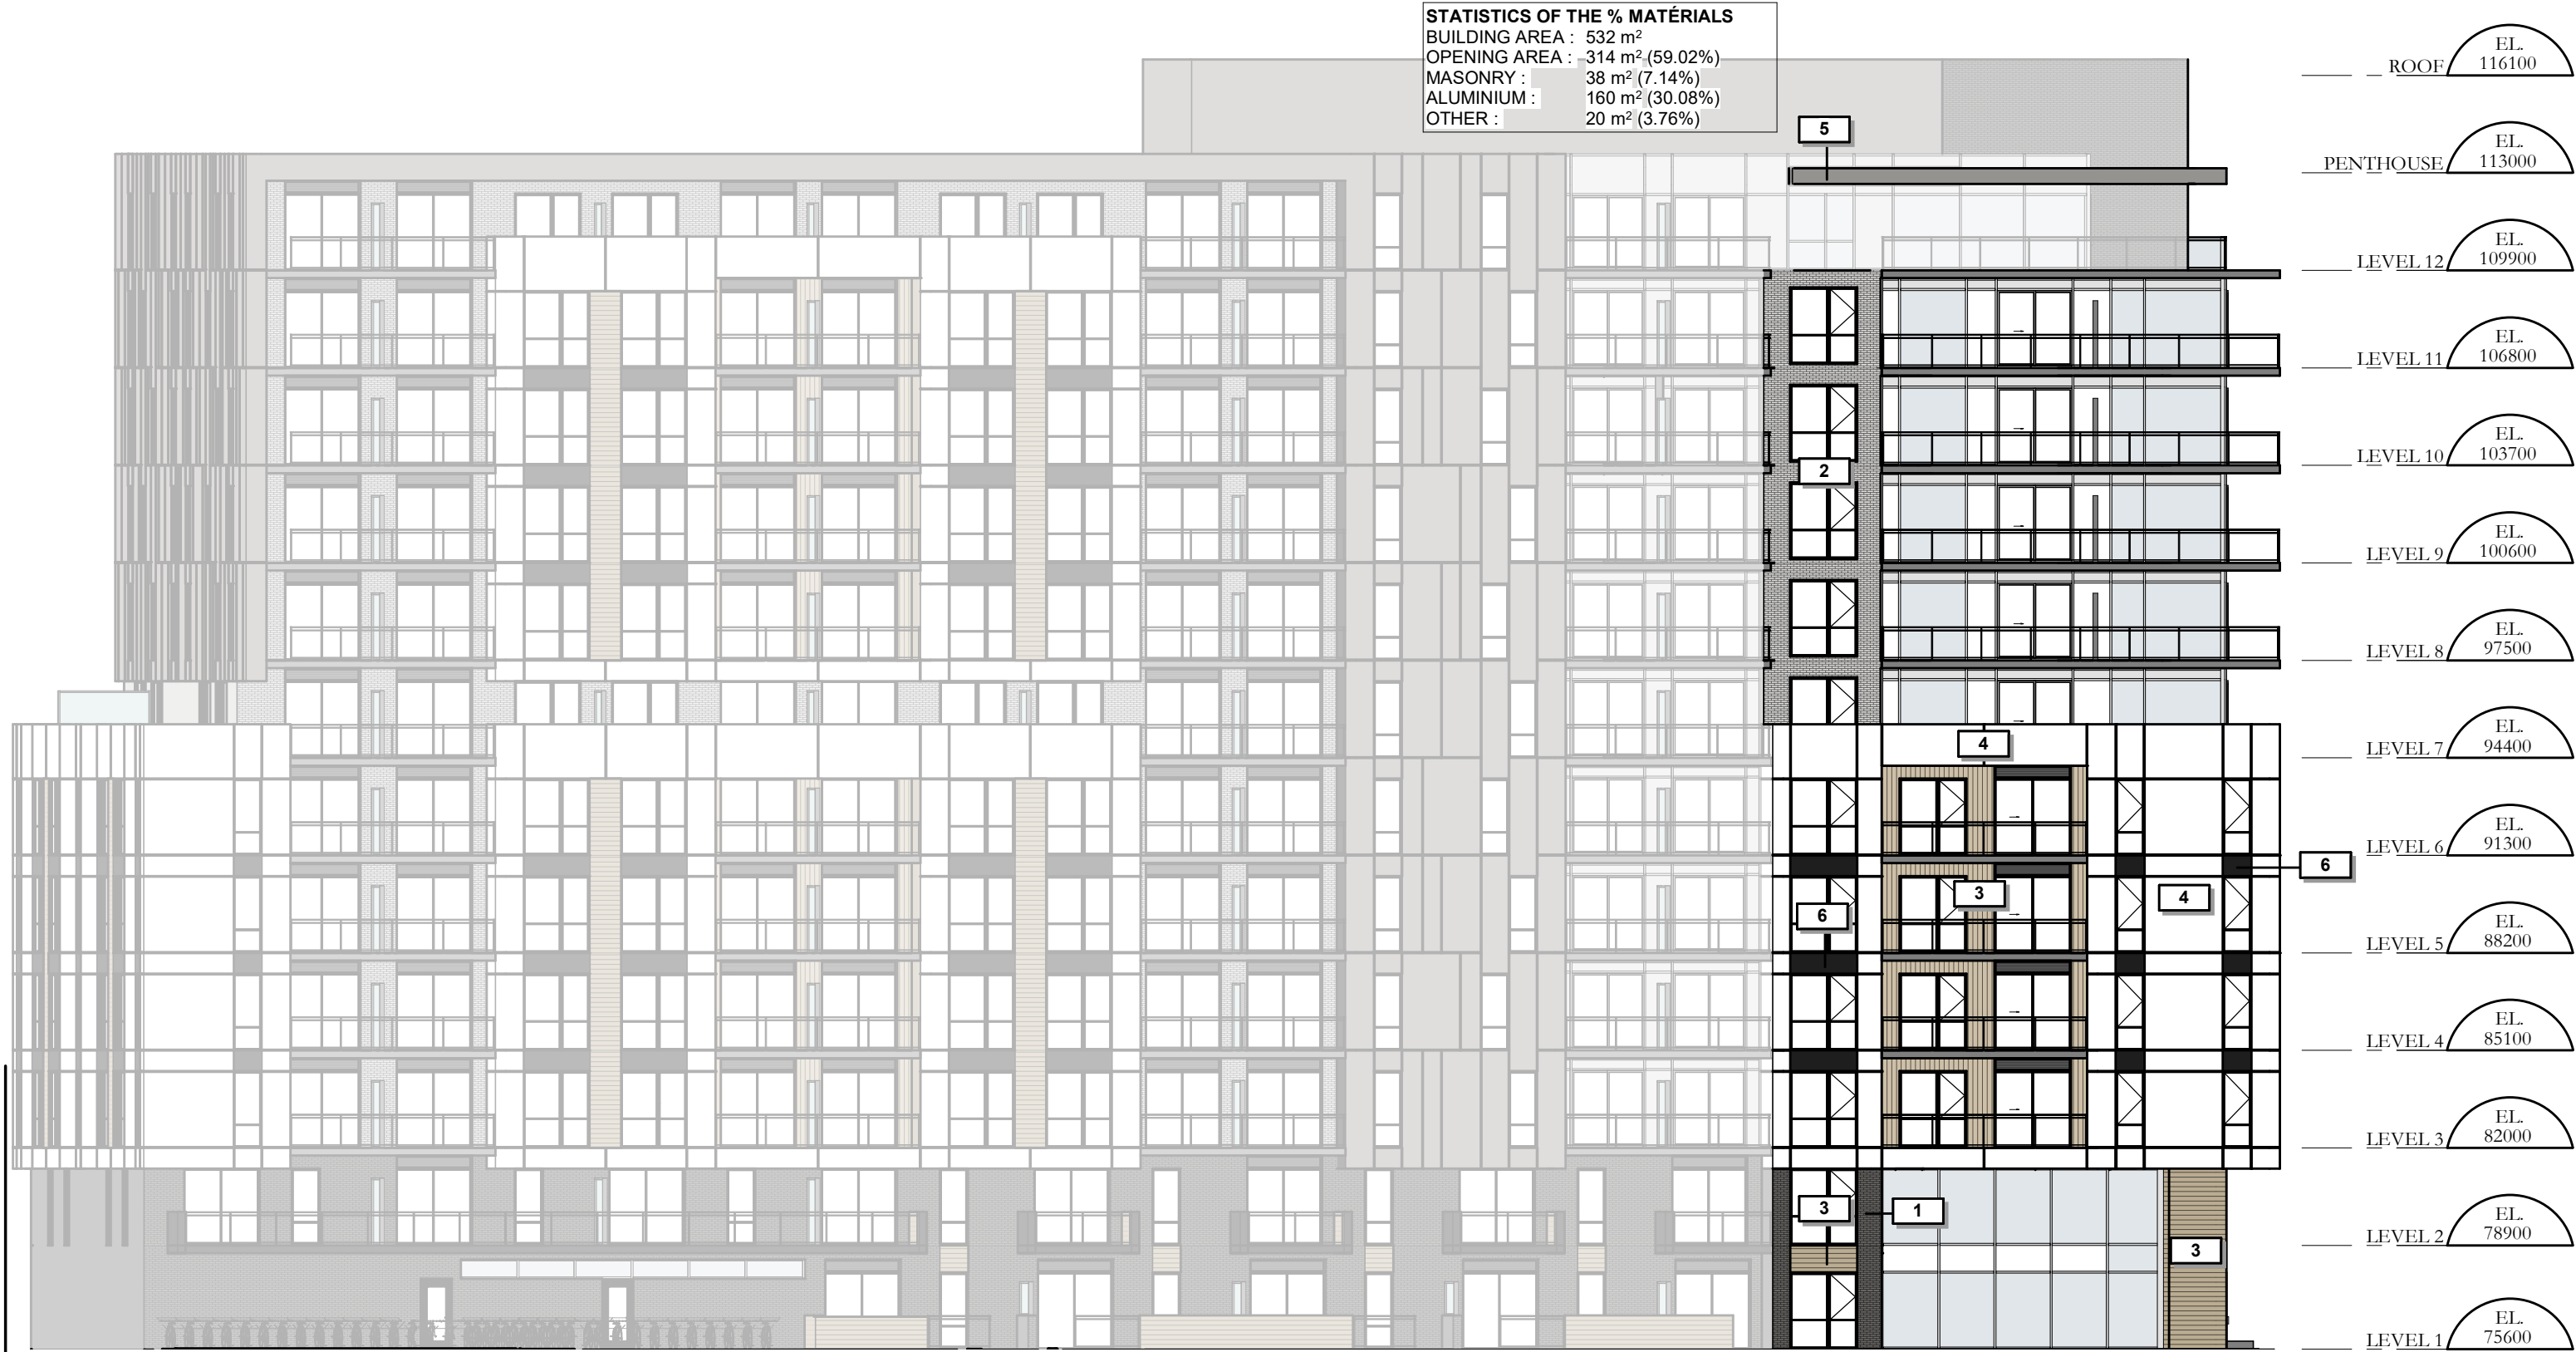 STATISTICS OF THE % MATÉRIALS
BUILDING AREA : 532 m²
OPENING AREA : 314 m² (59.02%)
MASONRY : 38 m² (7.14%)
ALUMINIUM : 160 m² (30.08%)
OTHER : 20 m² (3.76%)
ROOF EL. 116100
5
PENTHOUSE EL. 113000
LEVEL 12 EL. 109900
LEVEL 11 EL. 106800
LEVEL 10 EL. 103700
2
LEVEL 9 EL. 100600
LEVEL 8 EL. 97500
LEVEL 7 EL. 94400
4
LEVEL 6 EL. 91300
6
3
4
6
LEVEL 5 EL. 88200
LEVEL 4 EL. 85100
LEVEL 3 EL. 82000
3
1
LEVEL 2 EL. 78900
3
LEVEL 1 EL. 75600